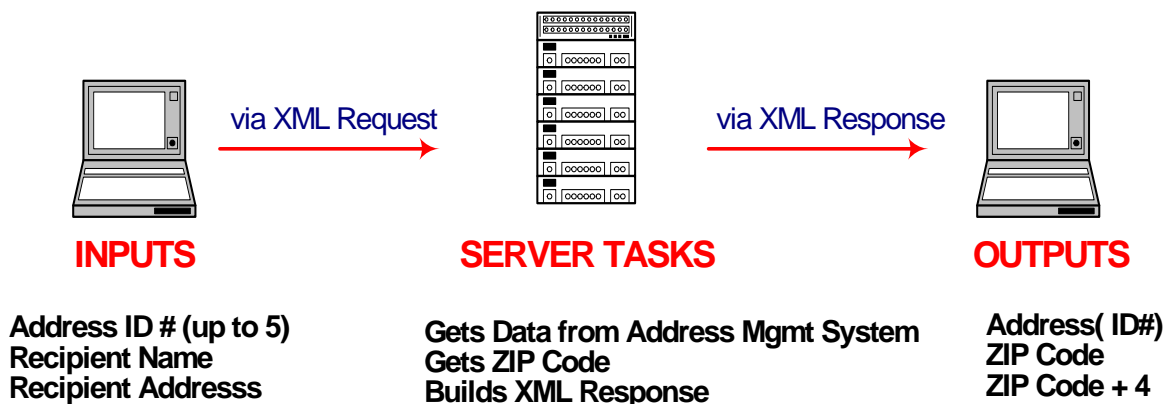 via XML Request
via XML Response
INPUTS
SERVER TASKS
OUTPUTS
Address ID # (up to 5)
Recipient Name
Recipient Addresss
Gets Data from Address Mgmt System
Gets ZIP Code
Builds XML Response
Address( ID#)
ZIP Code
ZIP Code + 4